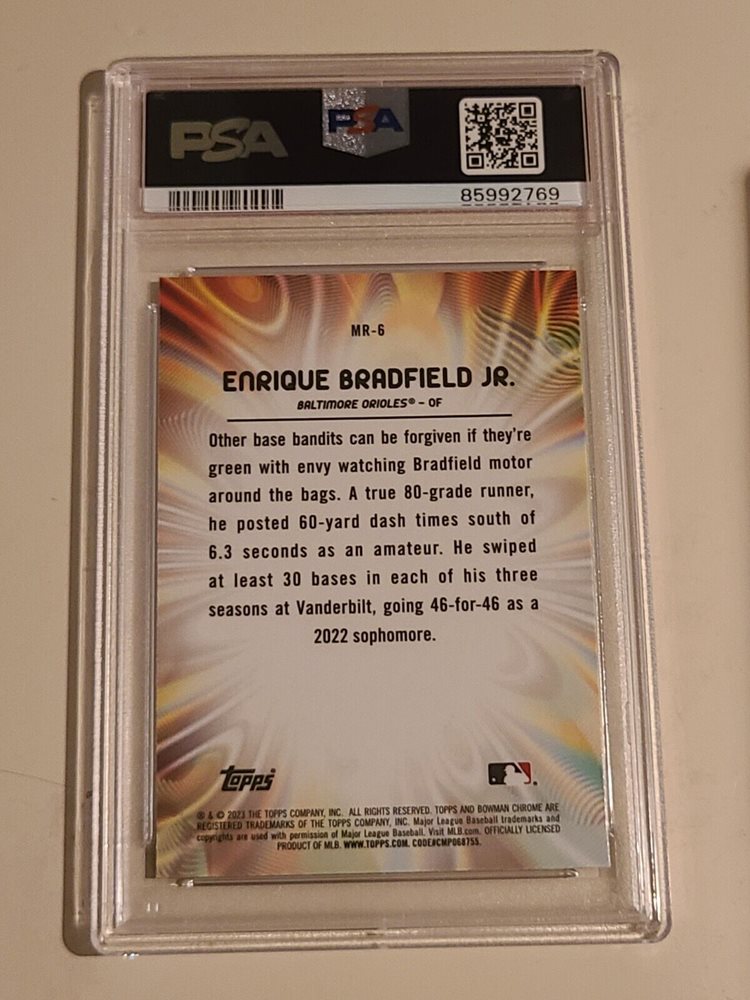 PSA PSA
85992769
MR-6
ENRIQUE BRADFIELD JR.
BALTIMORE ORIOLES® - OF
Other base bandits can be forgiven if they're
green with envy watching Bradfield motor
around the bags. A true 80-grade runner,
he posted 60-yard dash times south of
6.3 seconds as an amateur. He swiped
at least 30 bases in each of his three
seasons at Vanderbilt, going 46-for-46 as a
2022 sophomore.
Topps®
® & © 2023 THE TOPPS COMPANY, INC. ALL RIGHTS RESERVED. TOPPS AND BOWMAN CHROME ARE
REGISTERED TRADEMARKS OF THE TOPPS COMPANY, INC. Major League Baseball trademarks and
copyrights are used with permission of Major League Baseball. Visit MLB.com. OFFICIALLY LICENSED
PRODUCT OF MLB. WWW.TOPPS.COM. CODE#CMP068755.